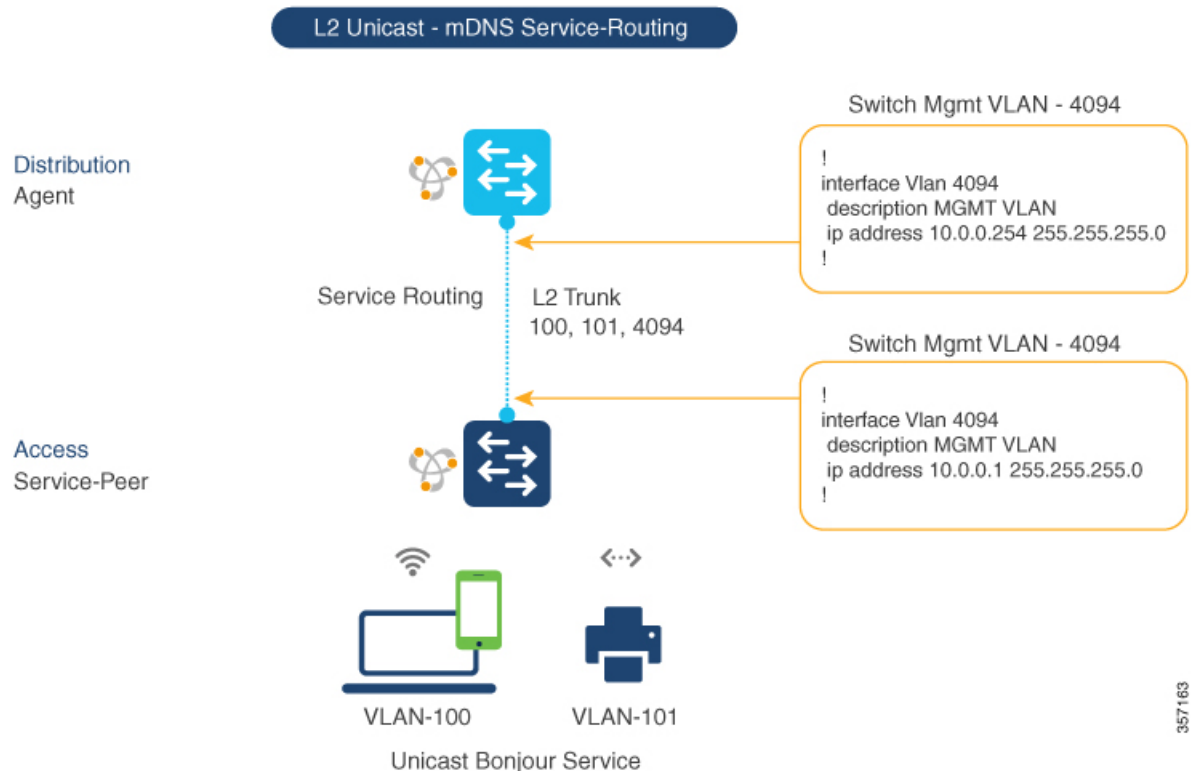 L2 Unicast - mDNS Service-Routing
Switch Mgmt VLAN - 4094
!
interface Vlan 4094
description MGMT VLAN
ip address 10.0.0.254 255.255.255.0
!
Distribution
Agent
Service Routing
L2 Trunk
100, 101, 4094
Switch Mgmt VLAN - 4094
!
interface Vlan 4094
description MGMT VLAN
ip address 10.0.0.1 255.255.255.0
!
Access
Service-Peer
VLAN-100
VLAN-101
Unicast Bonjour Service
357163